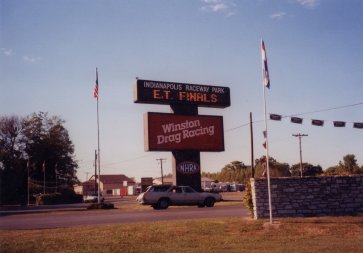 INDIANAPOLIS RACEWAY PARK
E.T. FINALS
Winston
Drag Racing
NHRA